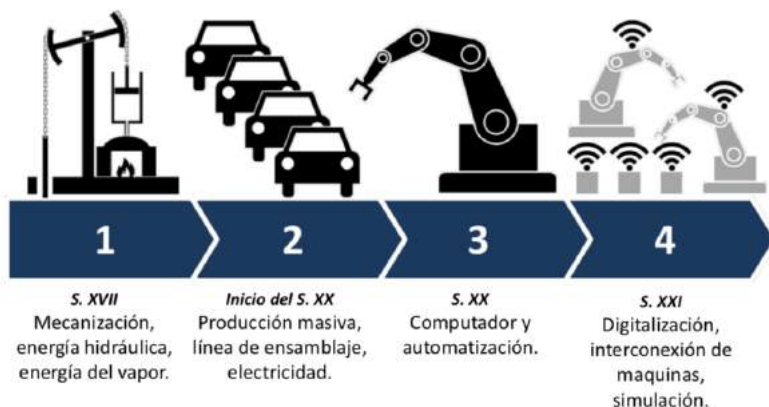 1
S. XVII
Mecanización,
energía hidráulica,
energía del vapor.
2
Inicio del S. XX
Producción masiva,
línea de ensamblaje,
electricidad.
3
S. XX
Computador y
automatización.
4
S. XXI
Digitalización,
interconexión de
maquinas,
simulación.